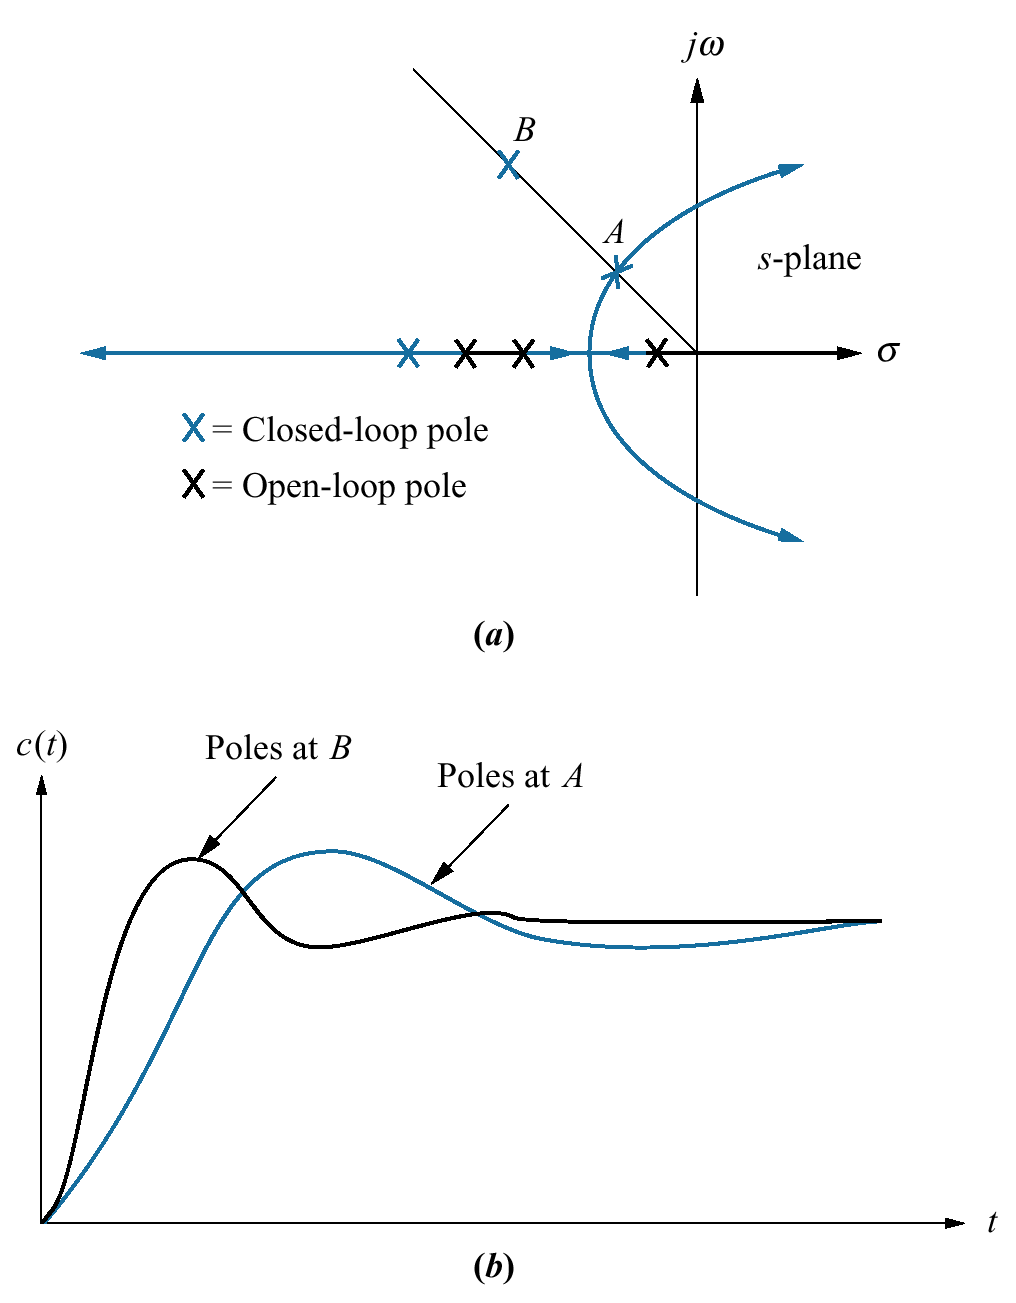 jω
B
A
s-plane
σ
X = Closed-loop pole
X = Open-loop pole
(a)
c(t)
Poles at B
Poles at A
t
(b)